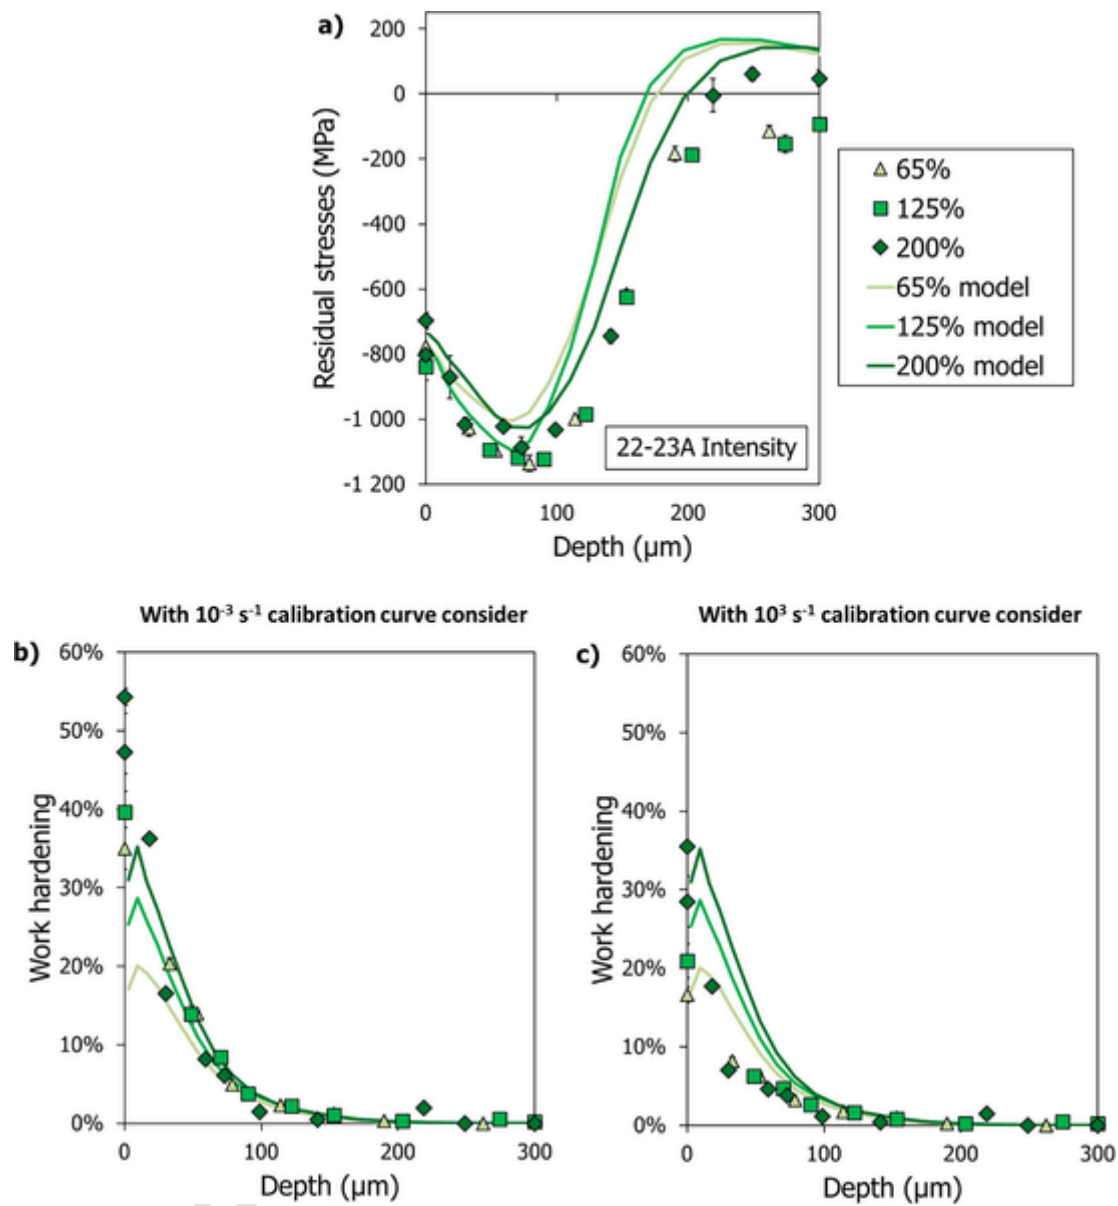 a)
200
0
-200
-400
-600
-800
-1 000
-1 200
Residual stresses (MPa)
22-23A Intensity
0
100
200
300
Depth (µm)
65%
125%
200%
65% model
125% model
200% model
With 10⁻³ s⁻¹ calibration curve consider
b)
60%
50%
40%
30%
20%
10%
0%
Work hardening
0
100
200
300
Depth (µm)
With 10³ s⁻¹ calibration curve consider
c)
60%
50%
40%
30%
20%
10%
0%
Work hardening
0
100
200
300
Depth (µm)